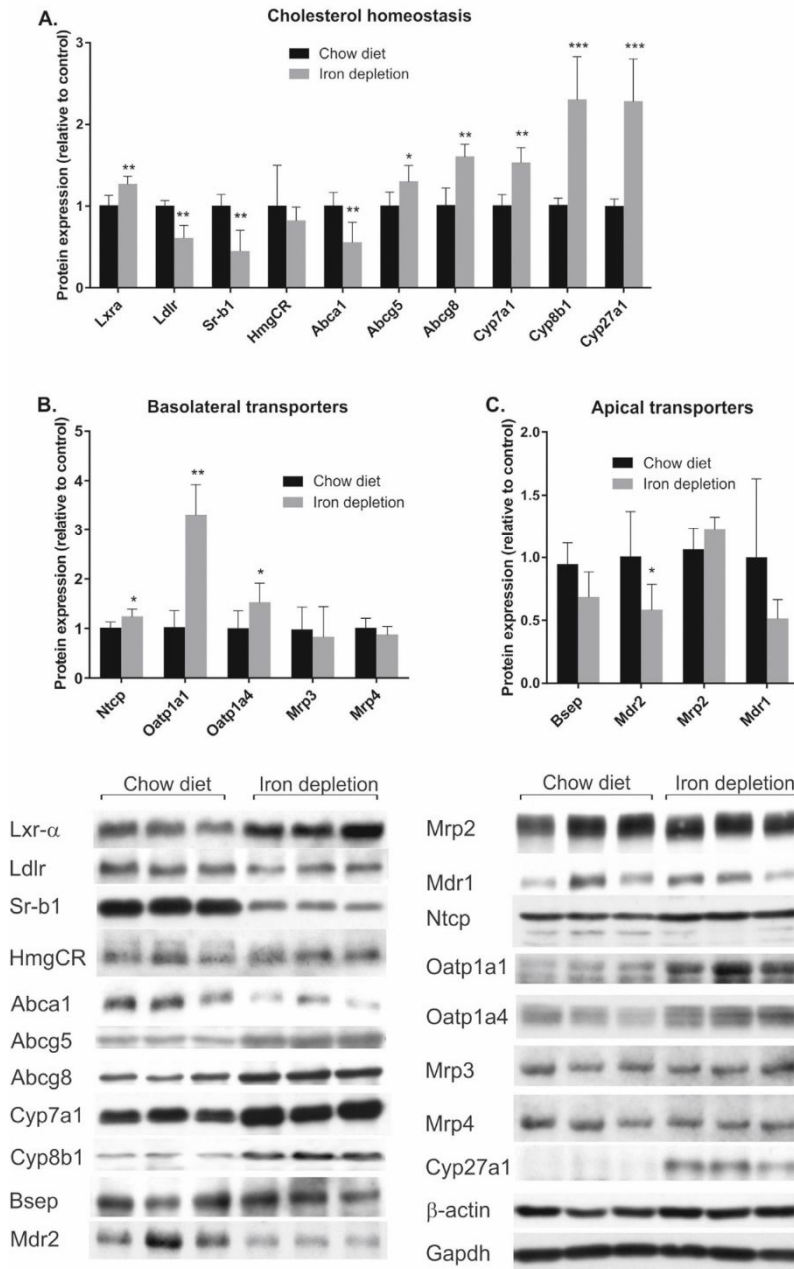 A.
Cholesterol homeostasis
Protein expression (relative to control)
3
2
1
0
Chow diet
Iron depletion
** ** ** ** * ** ** *** ***
Lxra Ldlr Sr-b1 HmgCR Abca1 Abcg5 Abcg8 Cyp7a1 Cyp8b1 Cyp27a1
B.
Basolateral transporters
Protein expression (relative to control)
5
4
3
2
1
0
Chow diet
Iron depletion
* ** *
Ntcp Oatp1a1 Oatp1a4 Mrp3 Mrp4
C.
Apical transporters
Protein expression (relative to control)
2.0
1.5
1.0
0.5
0.0
Chow diet
Iron depletion
*
Bsep Mdr2 Mrp2 Mdr1
Chow diet Iron depletion
Lxr-α
Ldlr
Sr-b1
HmgCR
Abca1
Abcg5
Abcg8
Cyp7a1
Cyp8b1
Bsep
Mdr2
Chow diet Iron depletion
Mrp2
Mdr1
Ntcp
Oatp1a1
Oatp1a4
Mrp3
Mrp4
Cyp27a1
β-actin
Gapdh